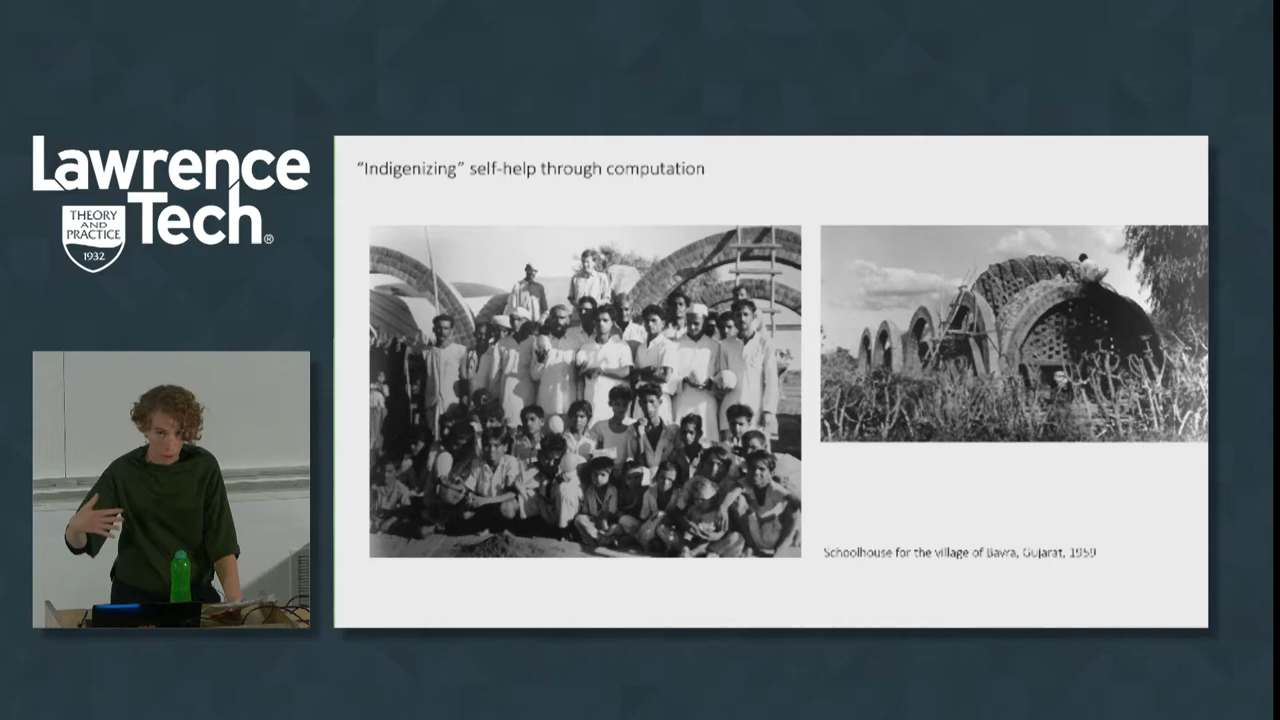 Lawrence
Tech®
THEORY
AND
PRACTICE
1932
“Indigenizing” self-help through computation
Schoolhouse for the village of Bavra, Gujarat, 1959